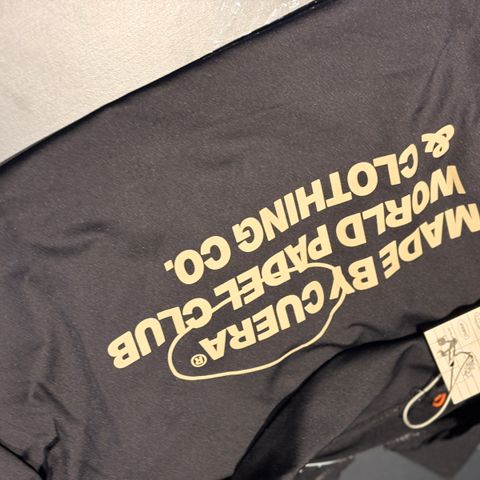 MADE BY CUERA®
WORLD PADEL CLUB
& CLOTHING CO.